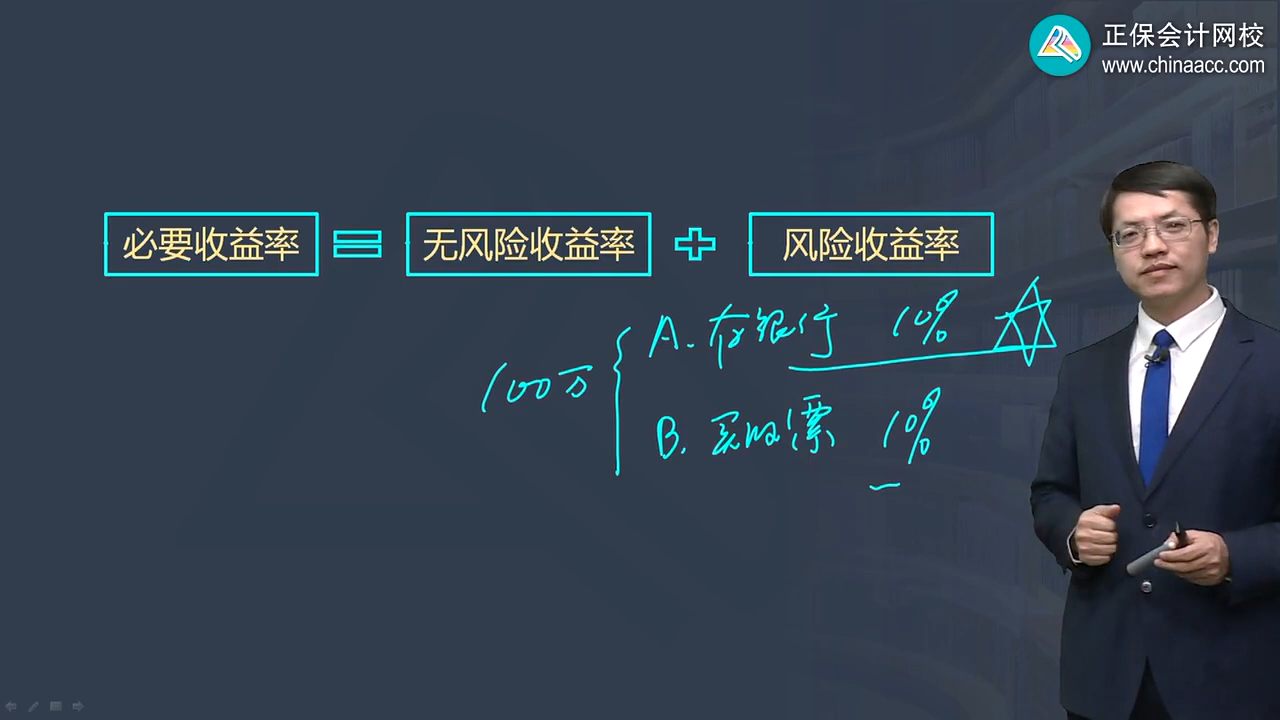 正保会计网校
www.chinaacc.com
必要收益率 = 无风险收益率 + 风险收益率
A. 存银行 10%
100万
B. 买股票 10%